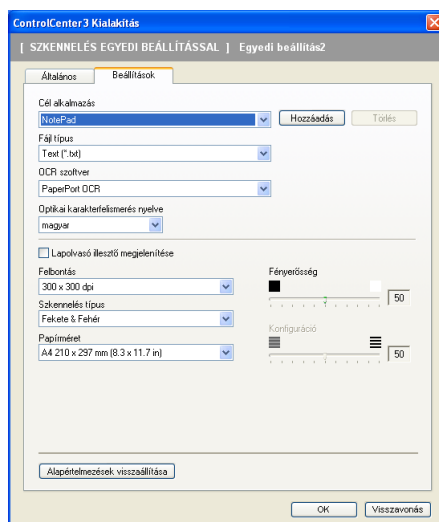 ControlCenter3 Kialakítás
[ SZKENNELÉS EGYEDI BEÁLLÍTÁSSAL ] Egyedi beállítás2
Általános Beállítások
Cél alkalmazás
NotePad Hozzáadás Törlés
Fájl típus
Text (*.txt)
OCR szoftver
PaperPort OCR
Optikai karakterfelismerés nyelve
magyar
Lapolvasó illesztő megjelenítése
Felbontás Fényerősség
300 x 300 dpi 50
Szkennelés típus
Fekete & Fehér
Papírméret Konfiguráció
A4 210 x 297 mm (8.3 x 11.7 in) 50
Alapértelmezések visszaállítása
OK Visszavonás